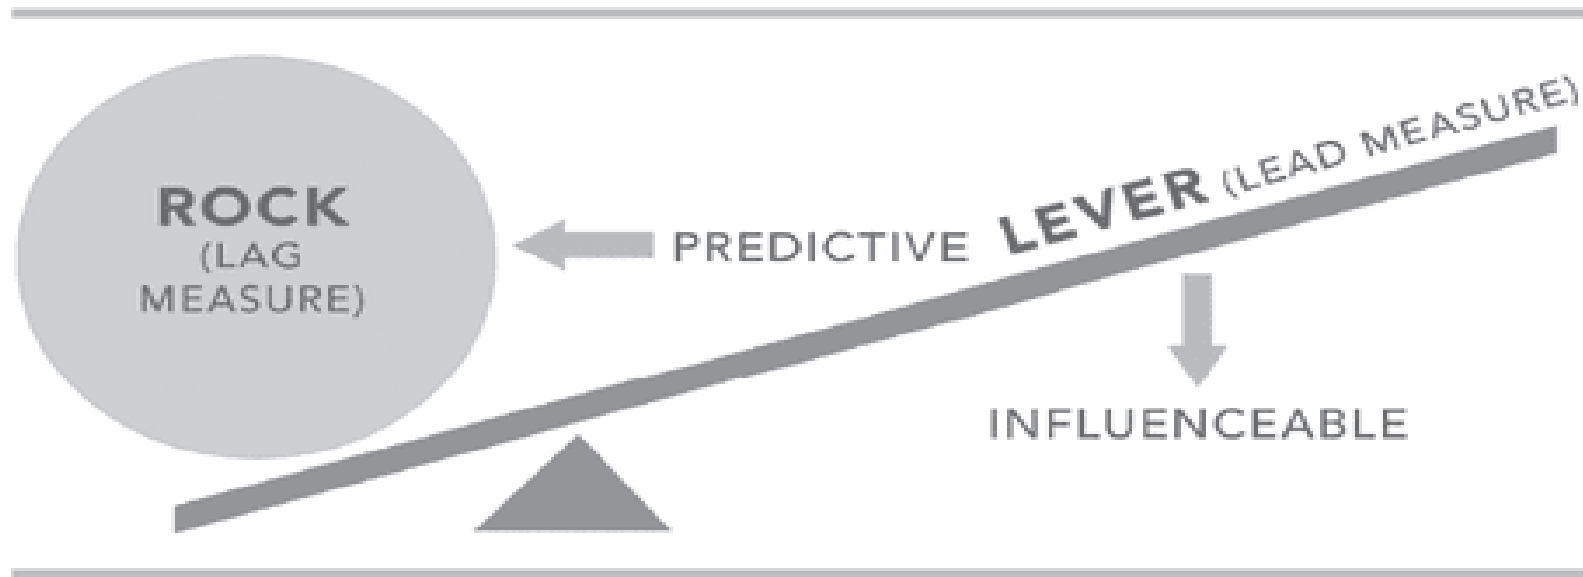 ROCK
(LAG
MEASURE)
PREDICTIVE
LEVER (LEAD MEASURE)
INFLUENCEABLE